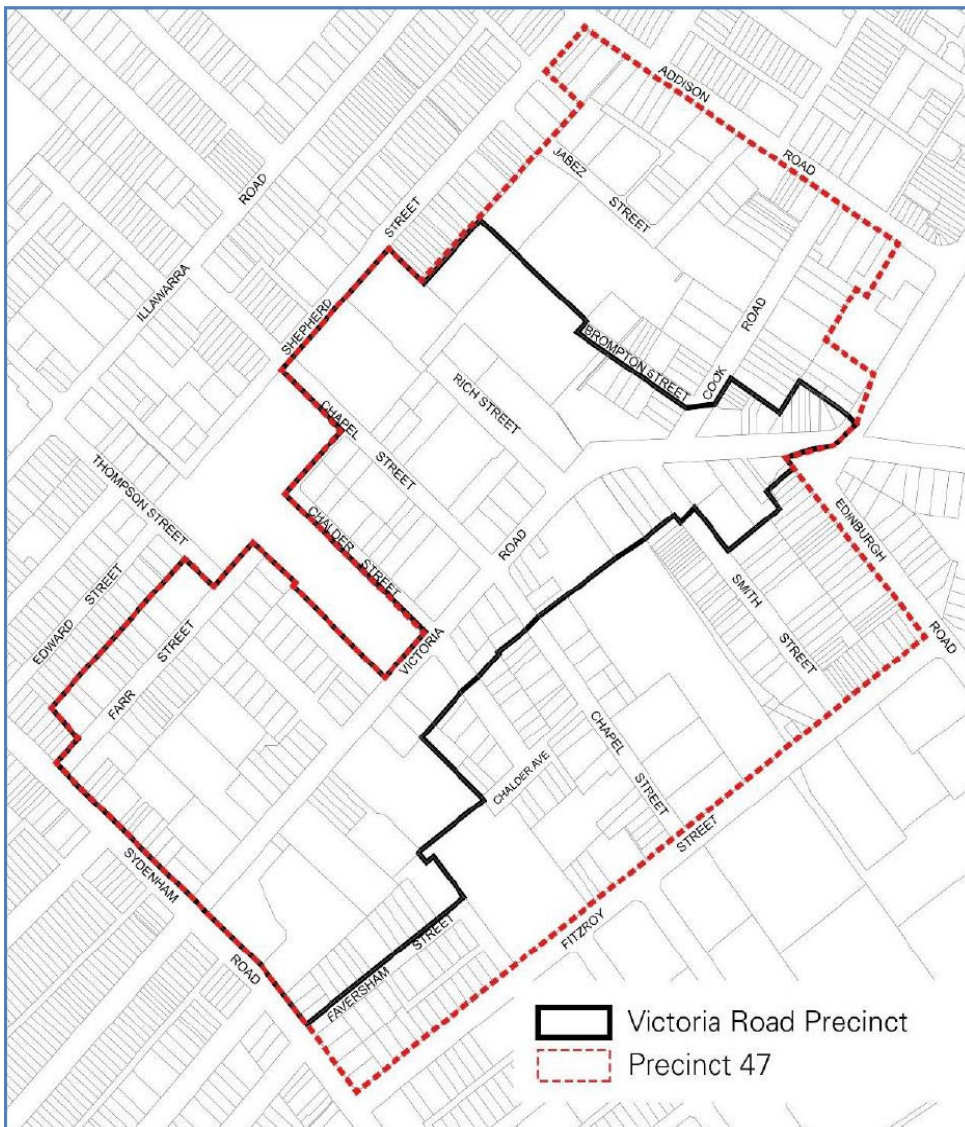 ADDISON
ROAD
JABEZ
STREET
ROAD
ILLAWARRA
STREET
SHEPHERD
ROAD
COOK
BROMPTON STREET
RICH STREET
CHAPEL
STREET
THOMPSON STREET
CHALDER
STREET
ROAD
VICTORIA
EDINBURGH
ROAD
SMITH
STREET
EDWARD
STREET
FARR
STREET
CHAPEL
STREET
CHALDER AVE
SYDENHAM
ROAD
STREET
FITZROY
STREET
FAVERSHAM
Victoria Road Precinct
Precinct 47